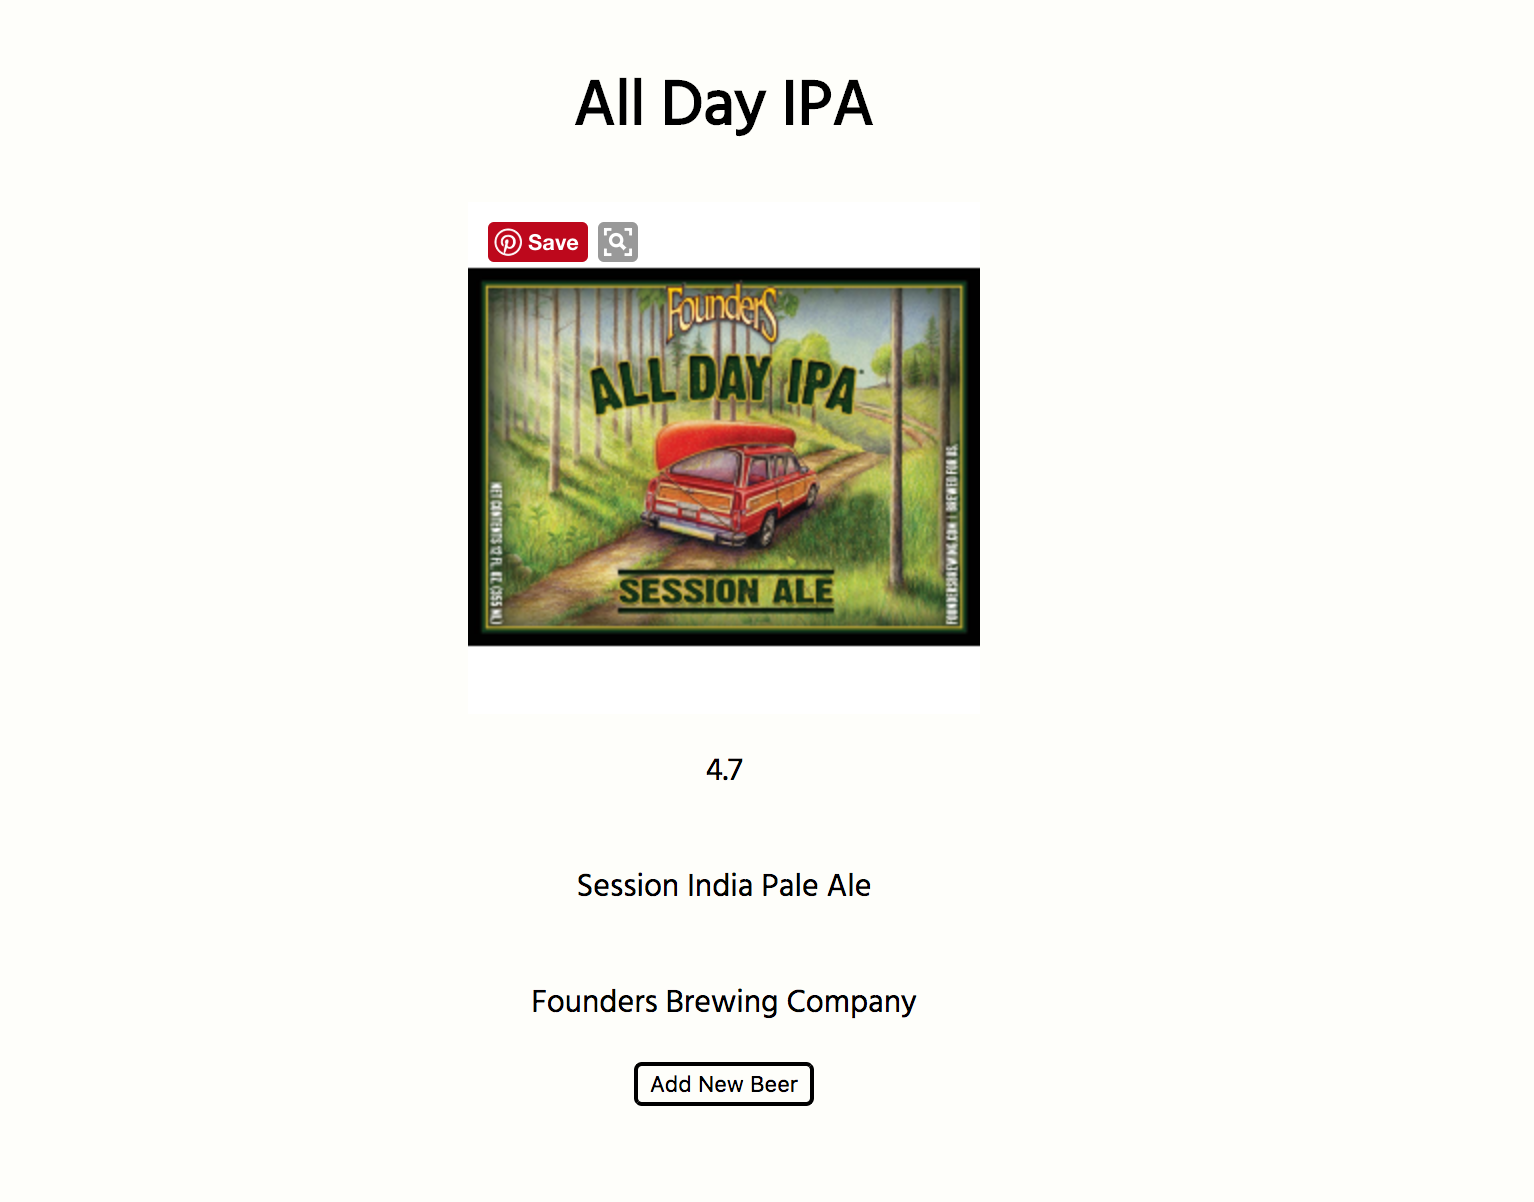 All Day IPA
Save
Founders
ALL DAY IPA
NET CONTENTS 12 FL. OZ. (355 ML)
FOUNDERSBREWING.COM | BREWED FOR US.
SESSION ALE
4.7
Session India Pale Ale
Founders Brewing Company
Add New Beer